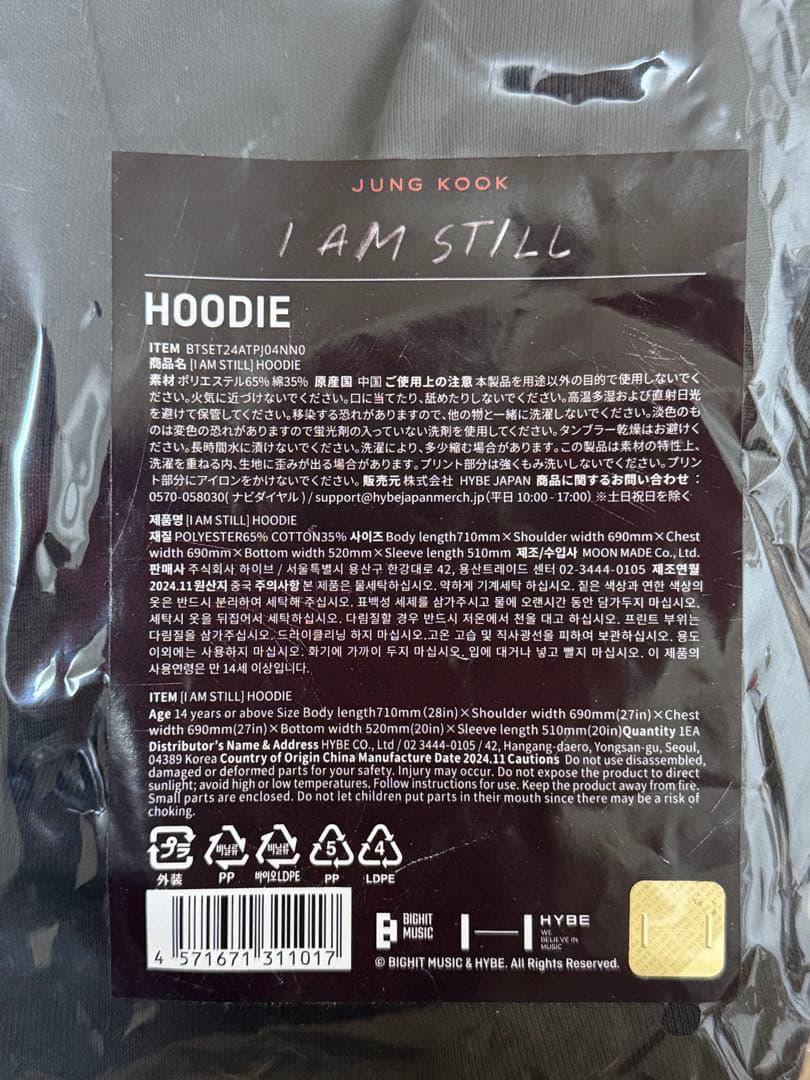 JUNG KOOK
I AM STILL
HOODIE
ITEM BTSET24ATPJ04NN0
商品名 [I AM STILL] HOODIE
素材 ポリエステル65% 綿35% 原産国 中国 ご使用上の注意 本製品を用途以外の目的で使用しないでく
ださい。火気に近づけないでください。口に当てたり、舐めたりしないでください。高温多湿および直射日光
を避けて保管してください。移染する恐れがありますので、他の物と一緒に洗濯しないでください。淡色のも
のは変色の恐れがありますので蛍光剤の入っていない洗剤を使用してください。タンブラー乾燥はお避けくださ
い。長時間水に漬けないでください。洗濯により、多少縮む場合があります。この製品は素材の特性上、
洗濯を重ねる内、生地に歪みが出る場合があります。プリント部分は強くもみ洗いしないでください。プリン
ト部分にアイロンをかけないでください。販売元 株式会社 HYBE JAPAN 商品に関するお問い合わせ：
0570-058030( ナビダイヤル ) / support@hybejapanmerch.jp(平日 10:00 - 17:00) ※土日祝日を除く
제품명 [I AM STILL] HOODIE
재질 POLYESTER65% COTTON35% 사이즈 Body length710mm×Shoulder width 690mm×Chest
width 690mm×Bottom width 520mm×Sleeve length 510mm 제조/수입사 MOON MADE Co., Ltd.
판매사 주식회사 하이브 / 서울특별시 용산구 한강대로 42, 용산트레이드 센터 02-3444-0105 제조연월
2024.11 원산지 중국 주의사항 본 제품은 물세탁하십시오. 약하게 기계세탁 하십시오. 짙은 색상과 연한 색상의
옷은 반드시 분리하여 세탁해 주십시오. 표백성 세제를 삼가주시고 물에 오랜시간 동안 담가두지 마십시오.
세탁시 옷을 뒤집어서 세탁하십시오. 다림질할 경우 반드시 저온에서 천을 대고 하십시오. 프린트 부위는
다림질을 삼가주십시오. 드라이클리닝 하지 마십시오. 고온 고습 및 직사광선을 피하여 보관하십시오. 용도
이외에는 사용하지 마십시오. 화기에 가까이 두지 마십시오. 입에 대거나 넣고 빨지 마십시오. 이 제품의
사용연령은 만 14세 이상입니다.
ITEM [I AM STILL] HOODIE
Age 14 years or above Size Body length710mm (28in)×Shoulder width 690mm(27in)×Chest
width 690mm(27in)×Bottom width 520mm(20in)×Sleeve length 510mm(20in)Quantity 1EA
Distributor's Name & Address HYBE CO., Ltd / 02 3444-0105 / 42, Hangang-daero, Yongsan-gu, Seoul,
04389 Korea Country of Origin China Manufacture Date 2024.11 Cautions Do not use disassembled,
damaged or deformed parts for your safety. Injury may occur. Do not expose the product to direct
sunlight; avoid high or low temperatures. Follow instructions for use. Keep the product away from fire.
Small parts are enclosed. Do not let children put parts in their mouth since there may be a risk of
choking.
プラ 비닐류 비닐류 5 4
外装 PP 바이오LDPE PP LDPE
4 571671 311017
BIGHIT MUSIC HYBE
WE BELIEVE IN MUSIC
© BIGHIT MUSIC & HYBE. All Rights Reserved.